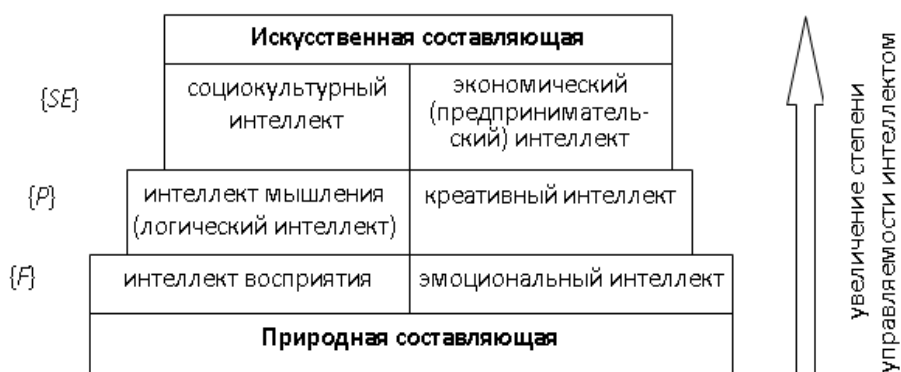 Искусственная составляющая
{SE}
социокультурный
интеллект
экономический
(предприниматель-
ский) интеллект
{P}
интеллект мышления
(логический интеллект)
креативный интеллект
{F}
интеллект восприятия
эмоциональный интеллект
Природная составляющая
увеличение степени
управляемости интеллектом